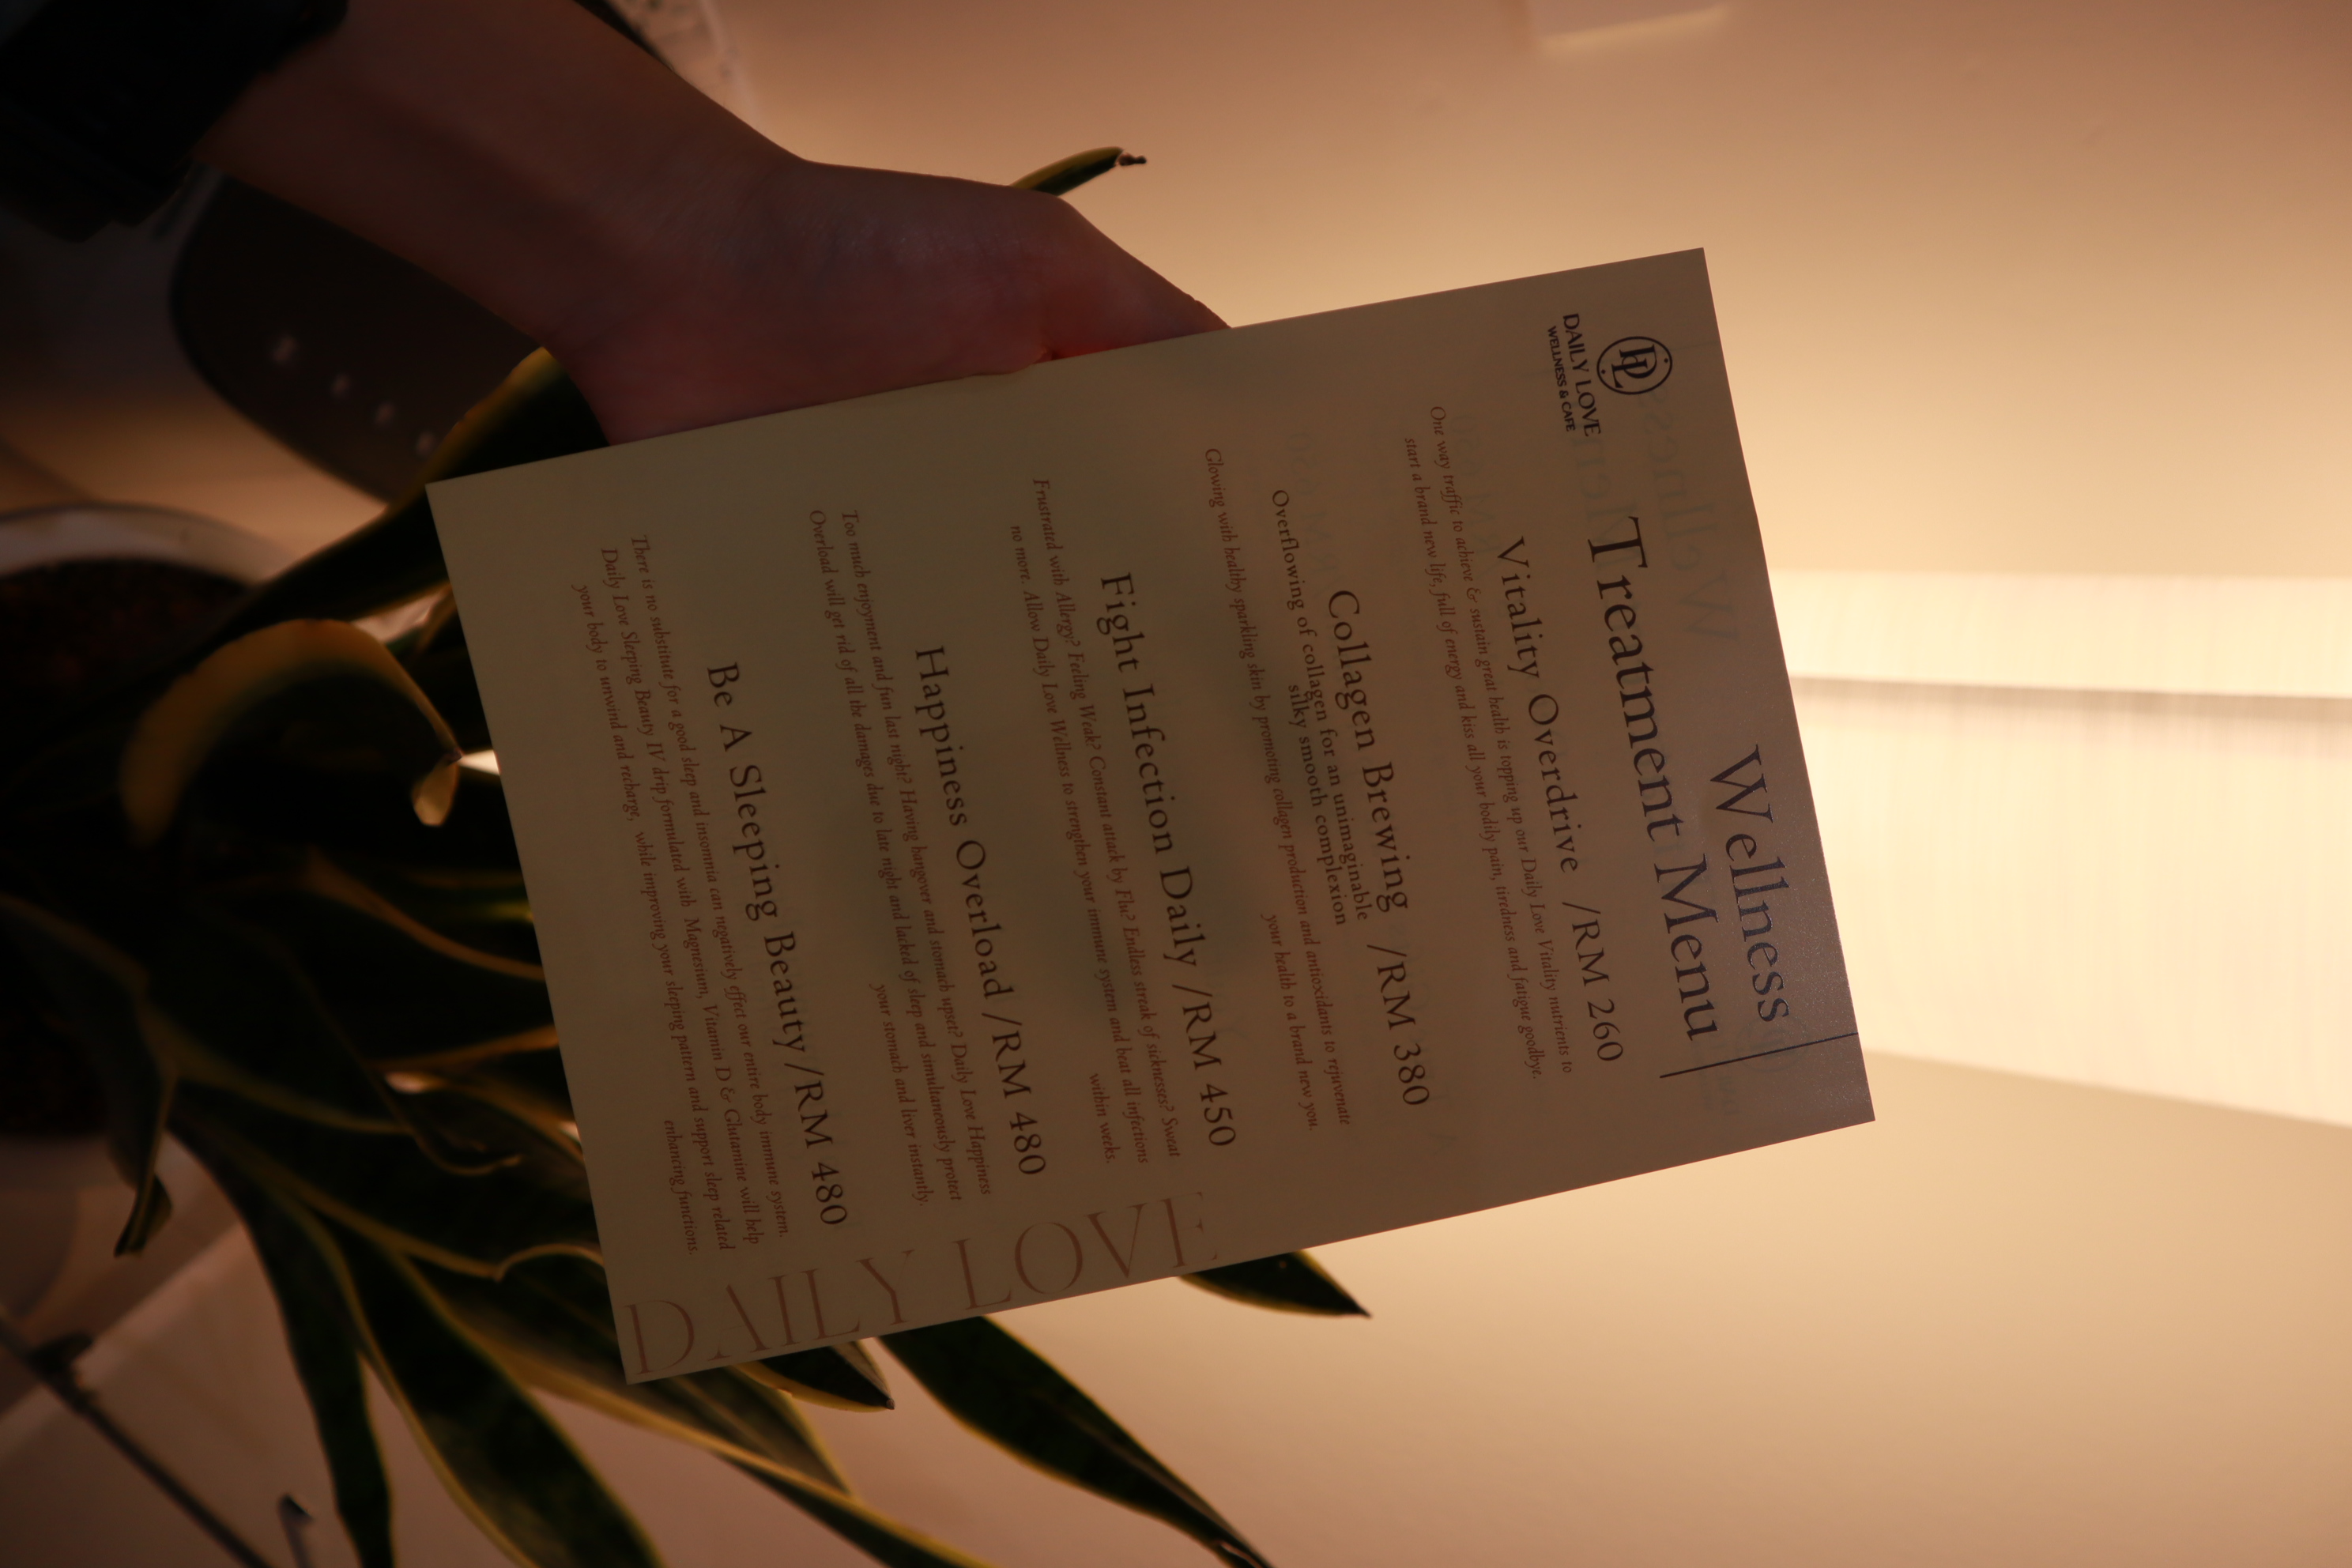 DL
DAILY LOVE
WELLNESS & CAFE
Wellness
Treatment Menu
Vitality Overdrive /RM 260
One way traffic to achieve & sustain great health is topping up our Daily Love Vitality nutrients to
start a brand new life, full of energy and kiss all your bodily pain, tiredness and fatigue goodbye.
Collagen Brewing /RM 380
Overflowing of collagen for an unimaginable
silky smooth complexion
Glowing with healthy sparkling skin by promoting collagen production and antioxidants to rejuvenate
your health to a brand new you.
Fight Infection Daily /RM 450
Frustrated with Allergy? Feeling Weak? Constant attack by Flu? Endless streak of sicknesses? Sweat
no more. Allow Daily Love Wellness to strengthen your immune system and beat all infections
within weeks.
Happiness Overload /RM 480
Too much enjoyment and fun last night? Having hangover and stomach upset? Daily Love Happiness
Overload will get rid of all the damages due to late night and lacked of sleep and simultaneously protect
your stomach and liver instantly.
Be A Sleeping Beauty /RM 480
There is no substitute for a good sleep and insomnia can negatively effect our entire body immune system.
Daily Love Sleeping Beauty IV drip formulated with Magnesium, Vitamin D & Glutamine will help
your body to unwind and recharge, while improving your sleeping pattern and support sleep related
enhancing functions.
DAILY LOVE